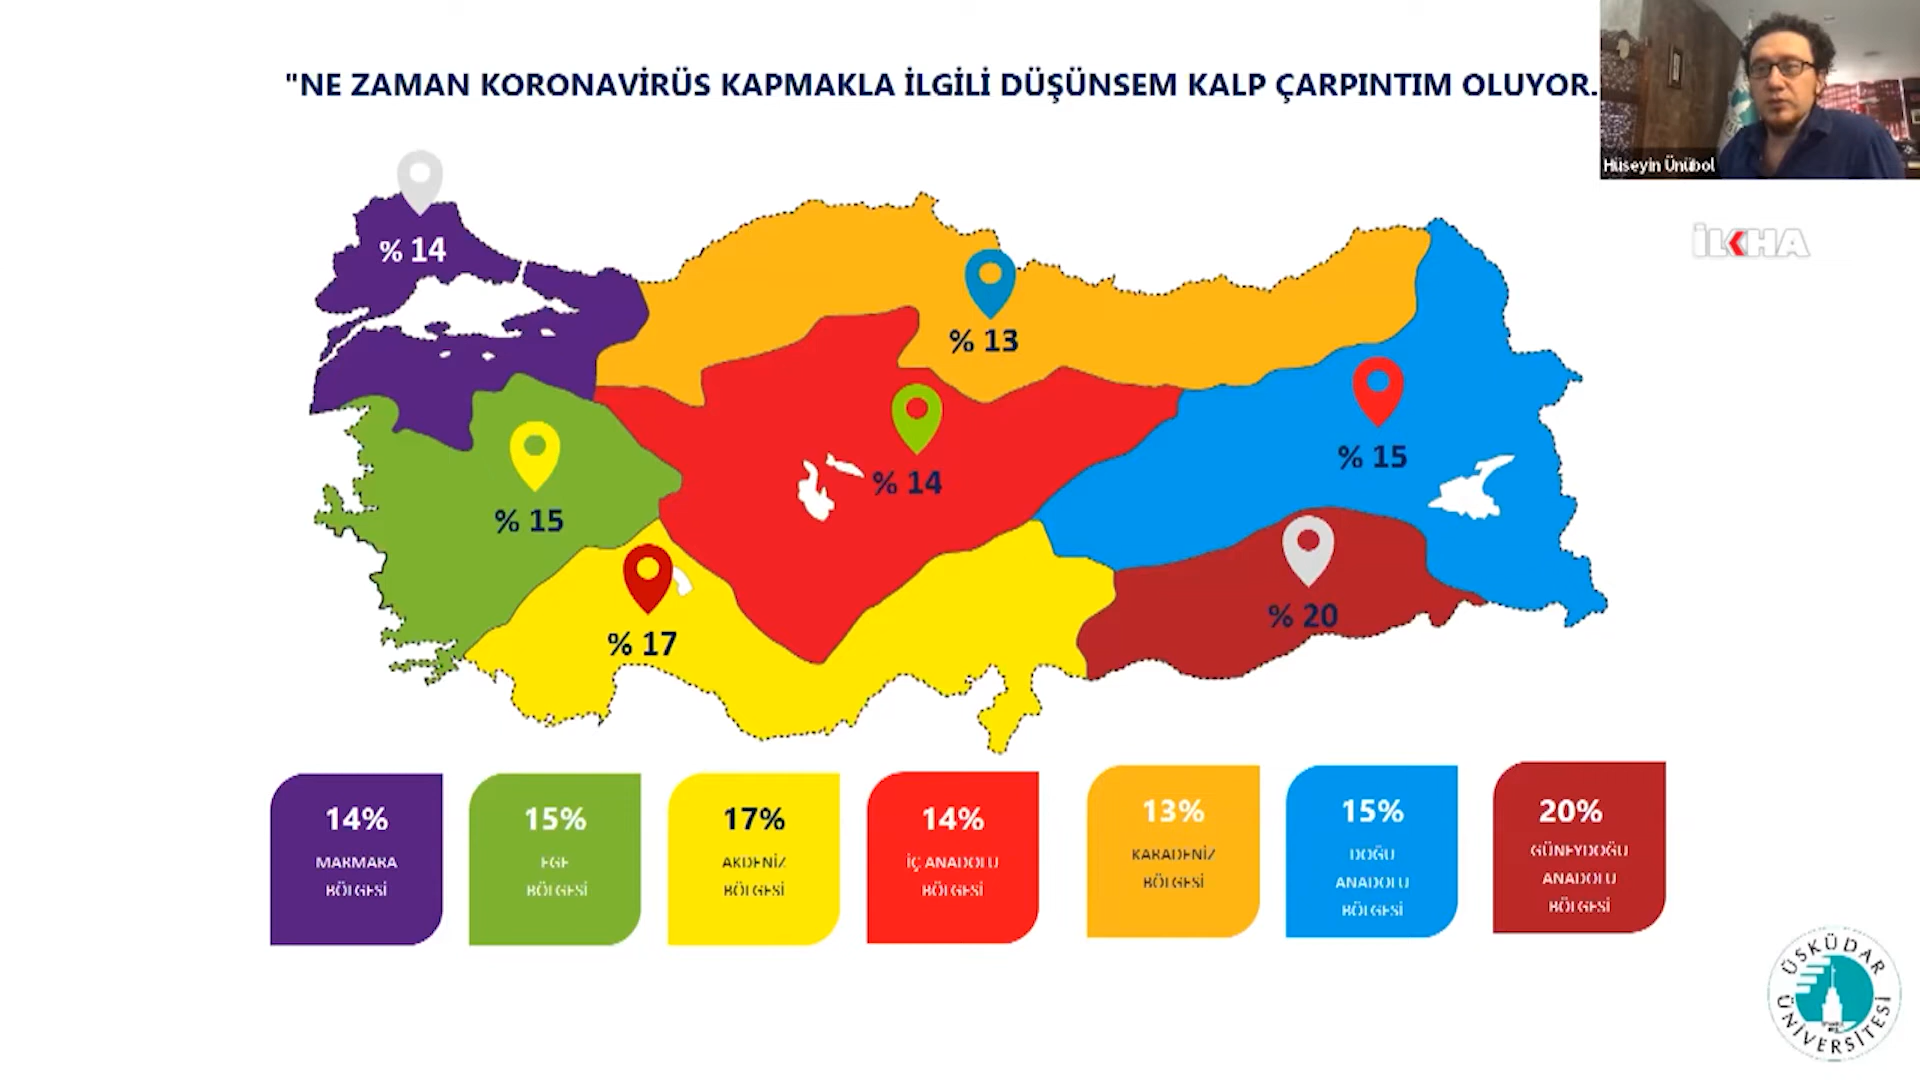 "NE ZAMAN KORONAVİRÜS KAPMAKLA İLGİLİ DÜŞÜNSEM KALP ÇARPINTIM OLUYOR.
Hüseyin Ünübol
İLKHA
% 14
% 13
% 15
% 14
% 15
% 17
% 20
14%
MARMARA
BÖLGESİ
15%
EGE
BÖLGESİ
17%
AKDENİZ
BÖLGESİ
14%
İÇ ANADOLU
BÖLGESİ
13%
KARADENİZ
BÖLGESİ
15%
DOĞU
ANADOLU
BÖLGESİ
20%
GÜNEYDOĞU
ANADOLU
BÖLGESİ
ÜSKÜDAR
ÜNİVERSİTESİ